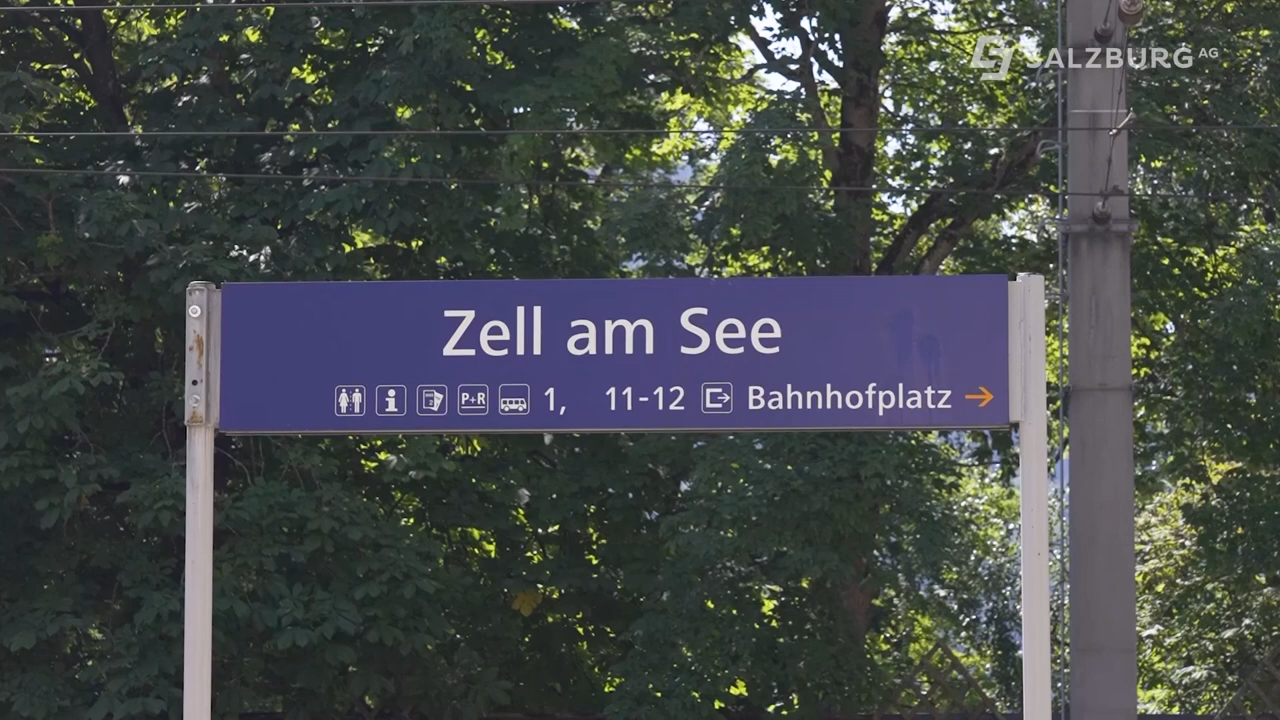 SALZBURG AG
Zell am See
P+R 1, 11-12 Bahnhofplatz →